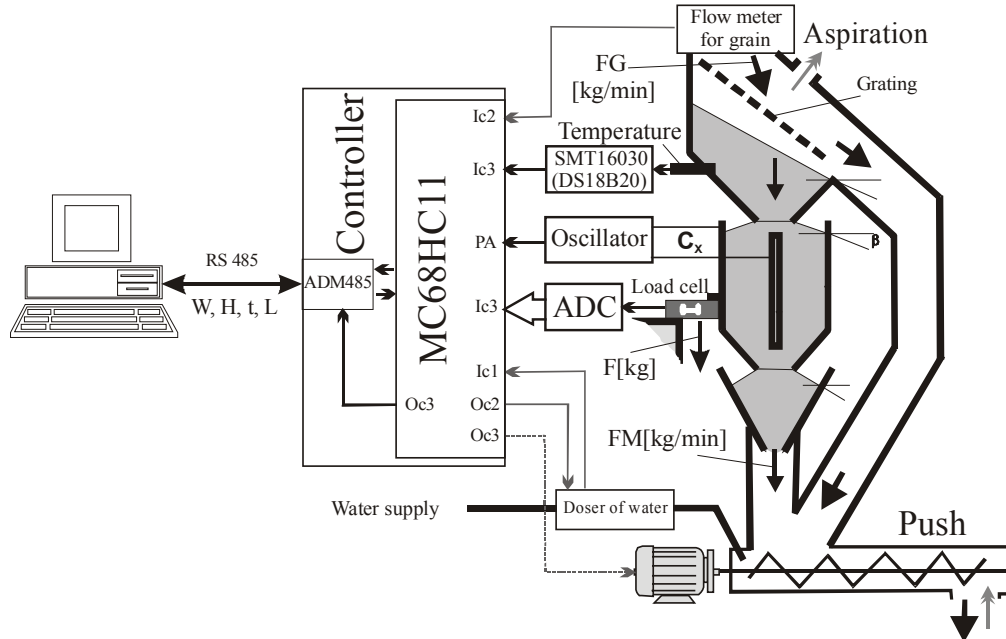 Flow meter
for grain
Aspiration
FG
[kg/min]
Grating
Controller
MC68HC11
Ic2
Temperature
SMT16030
(DS18B20)
Ic3
PA
Oscillator
Cx
β
RS 485
W, H, t, L
ADM485
Load cell
Ic3
ADC
F[kg]
Ic1
Oc3
Oc2
Oc3
FM[kg/min]
Water supply
Doser of water
Push